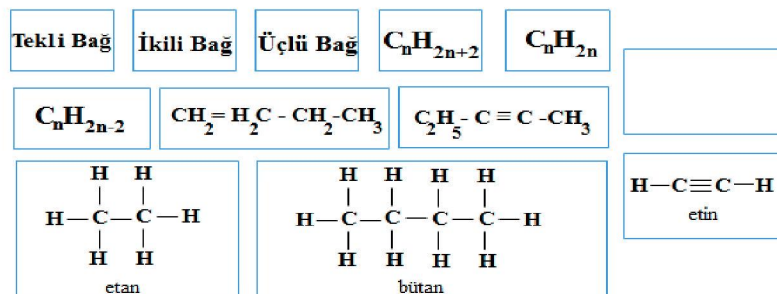 Tekli Bağ
İkili Bağ
Üçlü Bağ
CₙH₂ₙ₊₂
CₙH₂ₙ
CₙH₂ₙ₋₂
CH₂ = H₂C - CH₂-CH₃
C₂H₅ - C ≡ C -CH₃
H H
H—C—C—H
H H
etan
H H H H
H—C—C—C—C—H
H H H H
bütan
H—C≡C—H
etin